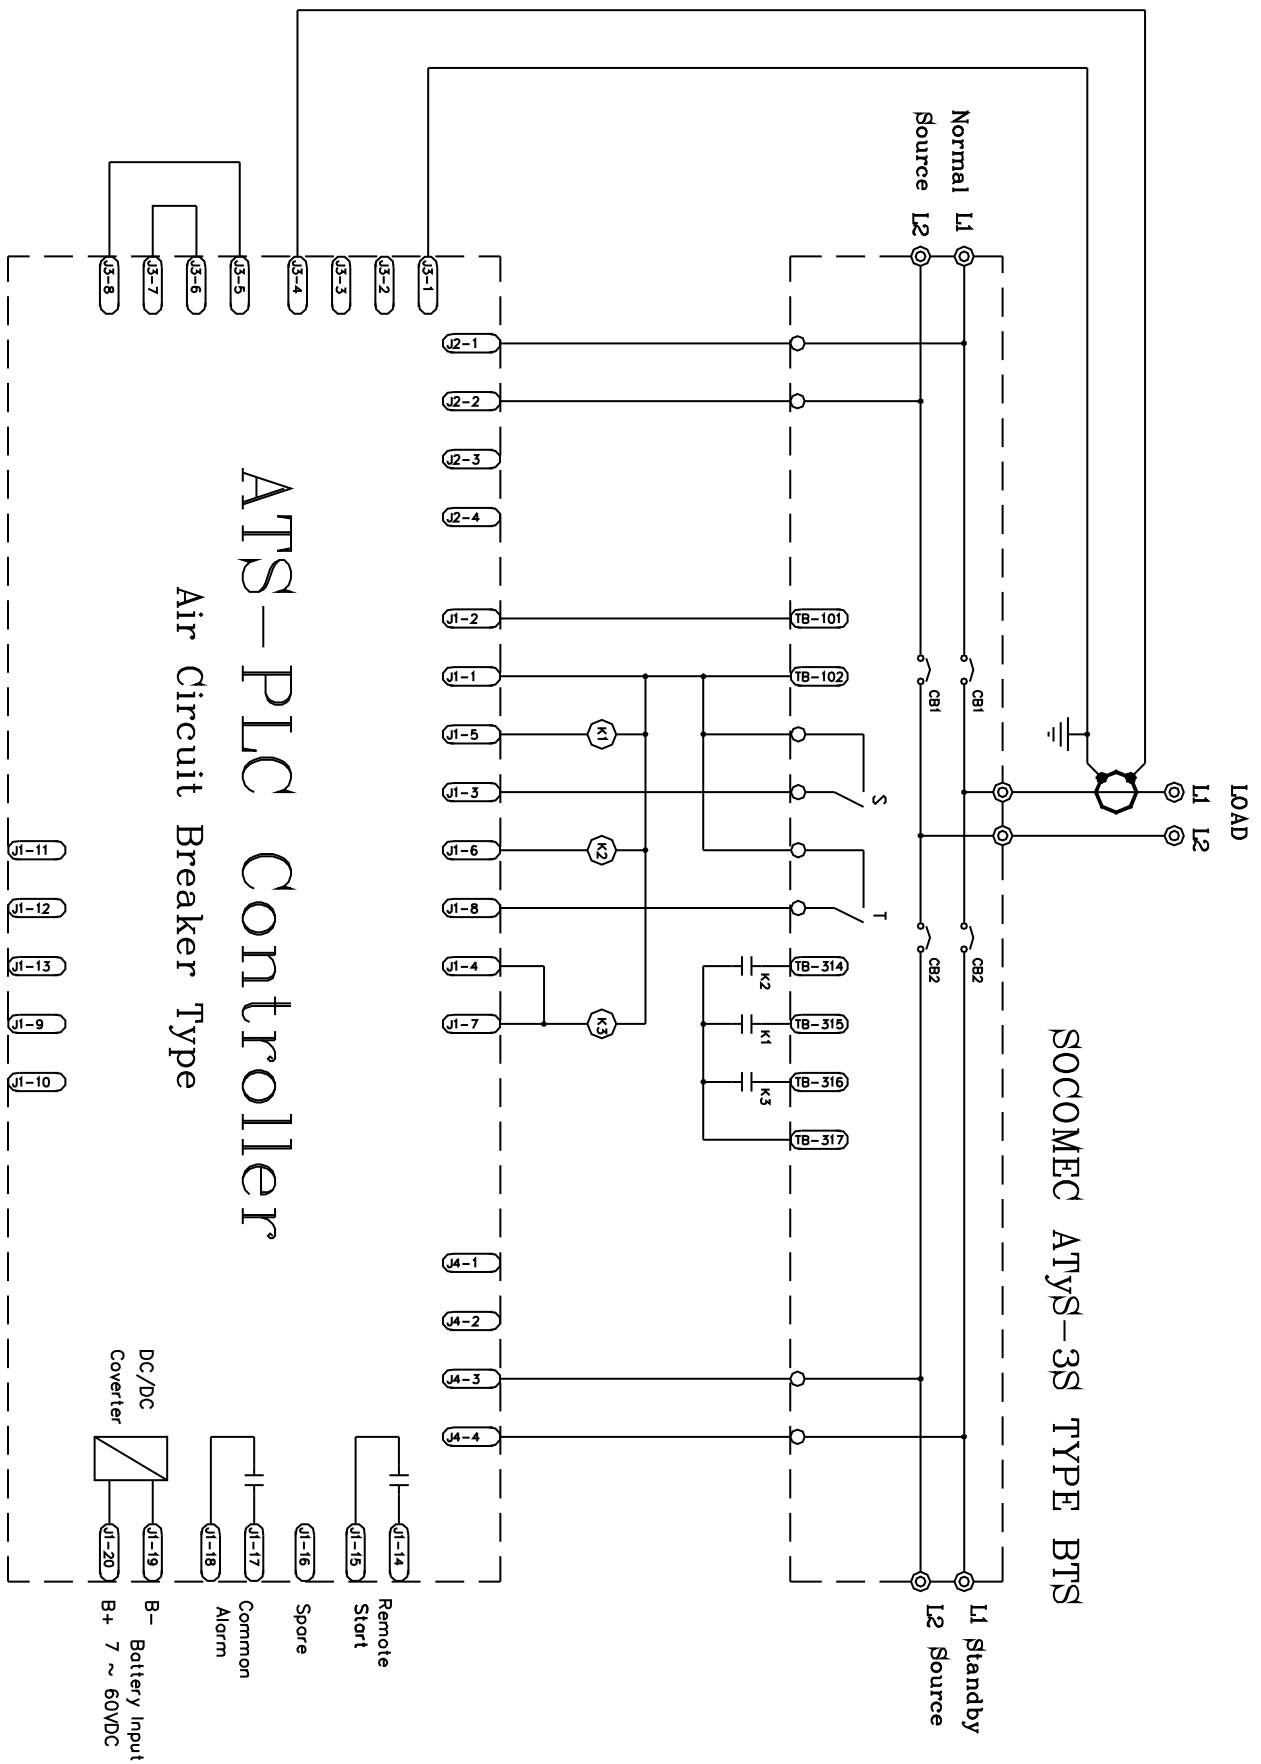 LOAD
L1
L2
SOCOMEC ATyS-3S TYPE BTS
Normal L1
Source L2
CB1
CB1
CB2
CB2
L1 Standby
L2 Source
S
T
TB-101
TB-102
TB-314
TB-315
TB-316
TB-317
K2
K1
K3
K1
K2
K3
J2-1
J2-2
J2-3
J2-4
J1-2
J1-1
J1-5
J1-3
J1-6
J1-8
J1-4
J1-7
J4-1
J4-2
J4-3
J4-4
J3-1
J3-2
J3-3
J3-4
J3-5
J3-6
J3-7
J3-8
ATS-PLC Controller
Air Circuit Breaker Type
J1-14
J1-15
J1-16
J1-17
J1-18
J1-19
J1-20
Remote
Start
Spare
Common
Alarm
B- Battery Input
B+ 7 ~ 60VDC
DC/DC
Coverter
J1-11
J1-12
J1-13
J1-9
J1-10